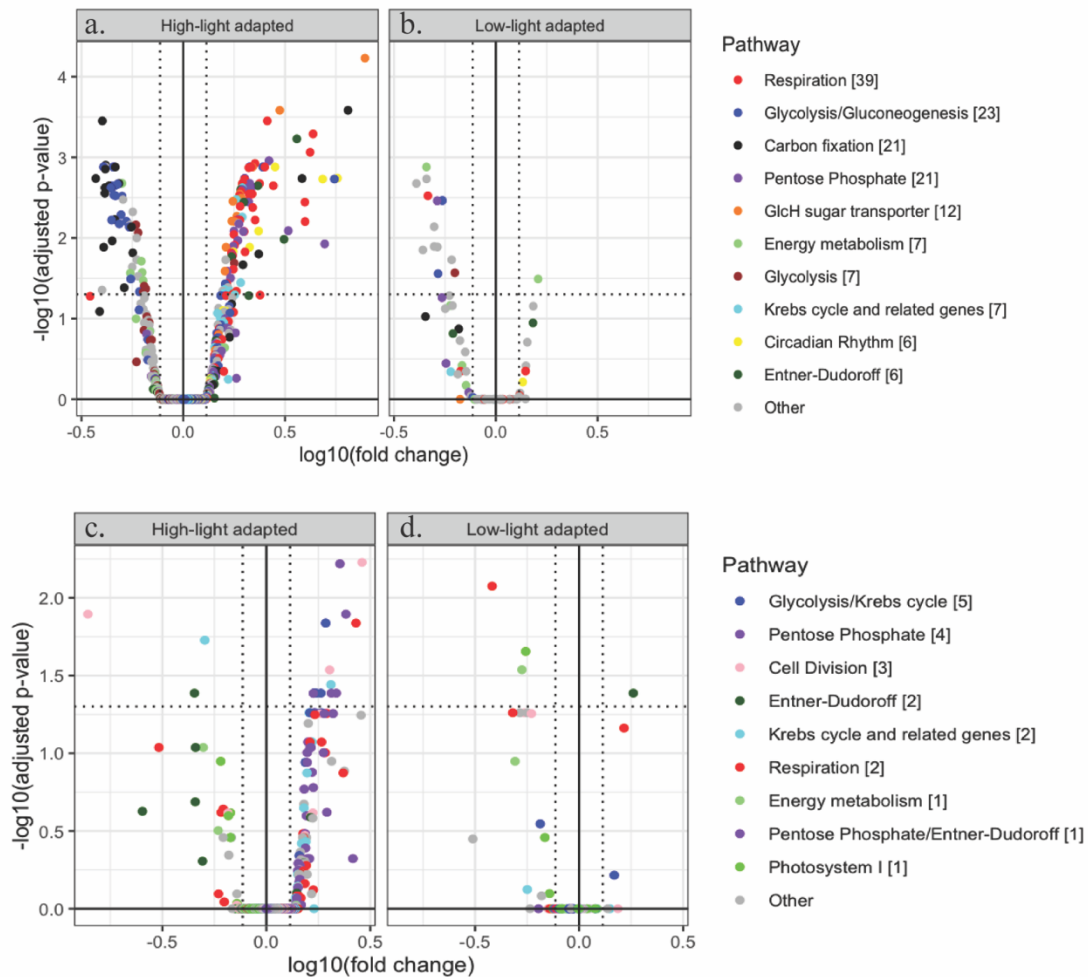 a. High-light adapted
b. Low-light adapted
4
3
2
1
0
-log10(adjusted p-value)
-0.5 0.0 0.5 -0.5 0.0 0.5
log10(fold change)
Pathway
Respiration [39]
Glycolysis/Gluconeogenesis [23]
Carbon fixation [21]
Pentose Phosphate [21]
GlcH sugar transporter [12]
Energy metabolism [7]
Glycolysis [7]
Krebs cycle and related genes [7]
Circadian Rhythm [6]
Entner-Dudoroff [6]
Other
c. High-light adapted
d. Low-light adapted
2.0
1.5
1.0
0.5
0.0
-log10(adjusted p-value)
-0.5 0.0 0.5 -0.5 0.0 0.5
log10(fold change)
Pathway
Glycolysis/Krebs cycle [5]
Pentose Phosphate [4]
Cell Division [3]
Entner-Dudoroff [2]
Krebs cycle and related genes [2]
Respiration [2]
Energy metabolism [1]
Pentose Phosphate/Entner-Dudoroff [1]
Photosystem I [1]
Other